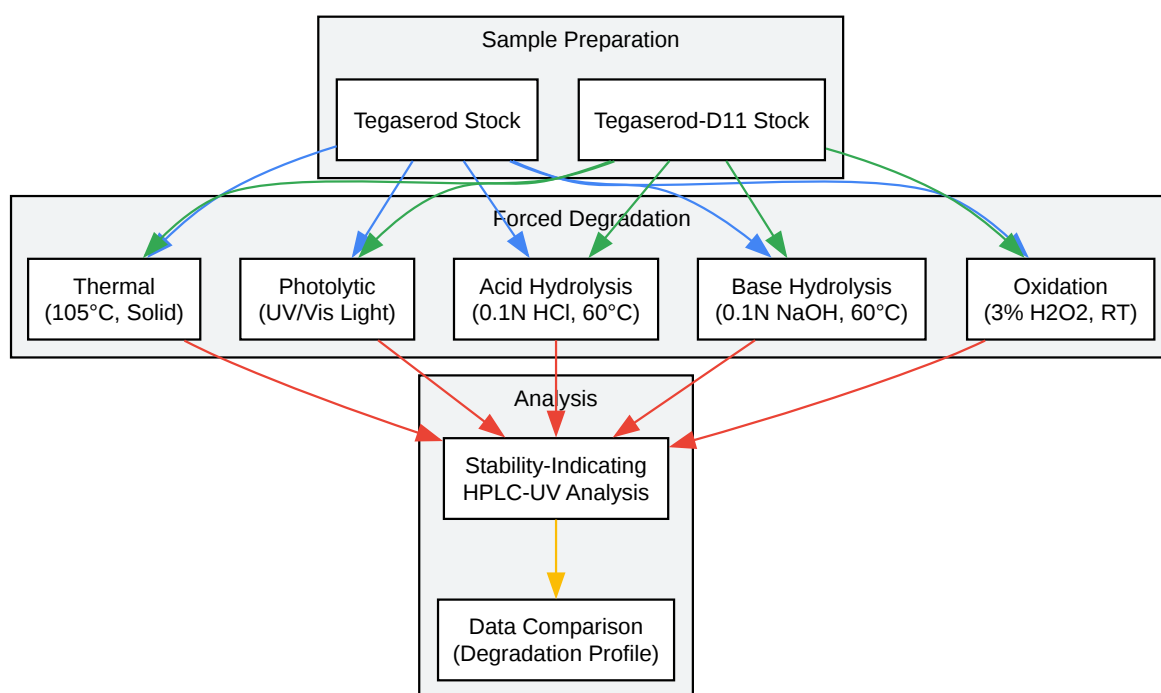 Sample Preparation
Tegaserod Stock
Tegaserod-D11 Stock
Forced Degradation
Thermal
(105°C, Solid)
Photolytic
(UV/Vis Light)
Acid Hydrolysis
(0.1N HCl, 60°C)
Base Hydrolysis
(0.1N NaOH, 60°C)
Oxidation
(3% H2O2, RT)
Analysis
Stability-Indicating
HPLC-UV Analysis
Data Comparison
(Degradation Profile)